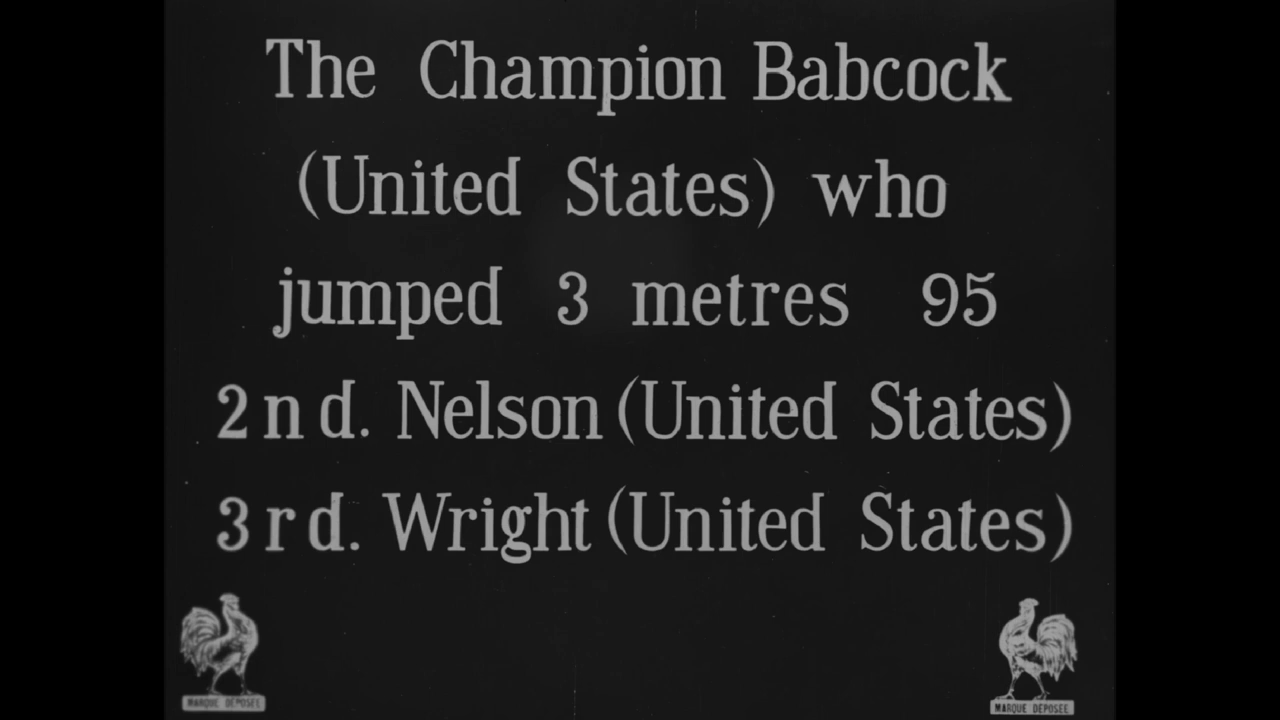 The Champion Babcock
(United States) who
jumped 3 metres 95
2nd. Nelson (United States)
3rd. Wright (United States)
MARQUE DÉPOSÉE
MARQUE DÉPOSÉE